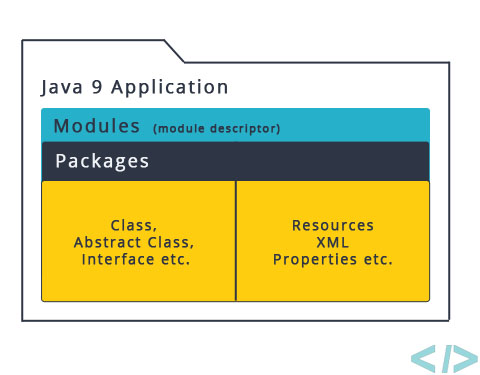 Java 9 Application
Modules (module descriptor)
Packages
Class,
Abstract Class,
Interface etc.
Resources
XML
Properties etc.
</>